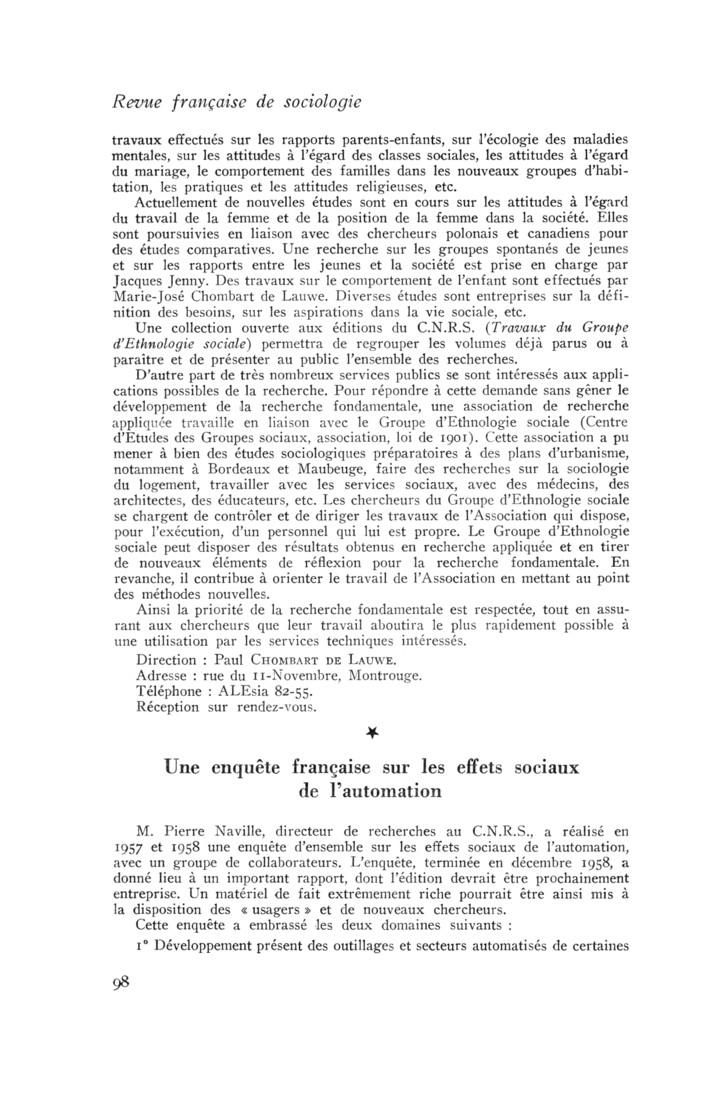 Revue française de sociologie
travaux effectués sur les rapports parents-enfants, sur l'écologie des maladies
mentales, sur les attitudes à l'égard des classes sociales, les attitudes à l'égard
du mariage, le comportement des familles dans les nouveaux groupes d'habi-
tation, les pratiques et les attitudes religieuses, etc.
Actuellement de nouvelles études sont en cours sur les attitudes à l'égard
du travail de la femme et de la position de la femme dans la société. Elles
sont poursuivies en liaison avec des chercheurs polonais et canadiens pour
des études comparatives. Une recherche sur les groupes spontanés de jeunes
et sur les rapports entre les jeunes et la société est prise en charge par
Jacques Jenny. Des travaux sur le comportement de l'enfant sont effectués par
Marie-José Chombart de Lauwe. Diverses études sont entreprises sur la défi-
nition des besoins, sur les aspirations dans la vie sociale, etc.
Une collection ouverte aux éditions du C.N.R.S. (Travaux du Groupe
d'Ethnologie sociale) permettra de regrouper les volumes déjà parus ou à
paraître et de présenter au public l'ensemble des recherches.
D'autre part de très nombreux services publics se sont intéressés aux appli-
cations possibles de la recherche. Pour répondre à cette demande sans gêner le
développement de la recherche fondamentale, une association de recherche
appliquée travaille en liaison avec le Groupe d'Ethnologie sociale (Centre
d'Etudes des Groupes sociaux, association, loi de 1901). Cette association a pu
mener à bien des études sociologiques préparatoires à des plans d'urbanisme,
notamment à Bordeaux et Maubeuge, faire des recherches sur la sociologie
du logement, travailler avec les services sociaux, avec des médecins, des
architectes, des éducateurs, etc. Les chercheurs du Groupe d'Ethnologie sociale
se chargent de contrôler et de diriger les travaux de l'Association qui dispose,
pour l'exécution, d'un personnel qui lui est propre. Le Groupe d'Ethnologie
sociale peut disposer des résultats obtenus en recherche appliquée et en tirer
de nouveaux éléments de réflexion pour la recherche fondamentale. En
revanche, il contribue à orienter le travail de l'Association en mettant au point
des méthodes nouvelles.
Ainsi la priorité de la recherche fondamentale est respectée, tout en assu-
rant aux chercheurs que leur travail aboutira le plus rapidement possible à
une utilisation par les services techniques intéressés.
Direction : Paul CHOMBART DE LAUWE.
Adresse : rue du 11-Novembre, Montrouge.
Téléphone : ALEsia 82-55.
Réception sur rendez-vous.
★
Une enquête française sur les effets sociaux
de l'automation
M. Pierre Naville, directeur de recherches au C.N.R.S., a réalisé en
1957 et 1958 une enquête d'ensemble sur les effets sociaux de l'automation,
avec un groupe de collaborateurs. L'enquête, terminée en décembre 1958, a
donné lieu à un important rapport, dont l'édition devrait être prochainement
entreprise. Un matériel de fait extrêmement riche pourrait être ainsi mis à
la disposition des « usagers » et de nouveaux chercheurs.
Cette enquête a embrassé les deux domaines suivants :
1° Développement présent des outillages et secteurs automatisés de certaines
98